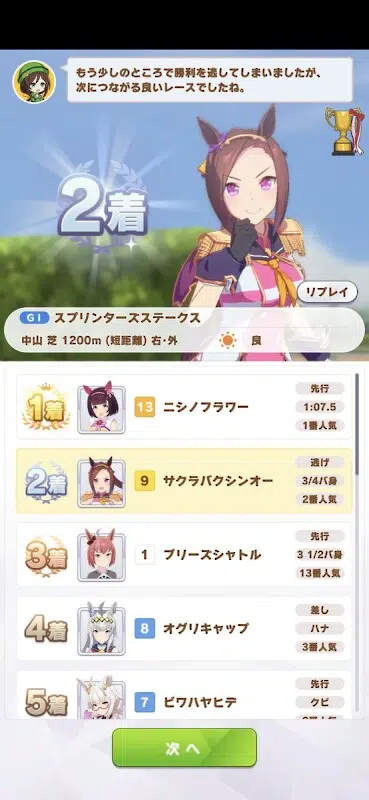 もう少しのところで勝利を逃してしまいましたが、
次につながる良いレースでしたね。
2着
リプレイ
GI スプリンターズステークス
中山 芝 1200m (短距離) 右・外 良
1着 13 ニシノフラワー 先行 1:07.5 1番人気
2着 9 サクラバクシンオー 逃げ 3/4バ身 2番人気
3着 1 ブリーズシャトル 先行 3 1/2バ身 13番人気
4着 8 オグリキャップ 差し ハナ 3番人気
5着 7 ビワハヤヒデ 先行 クビ
次へ